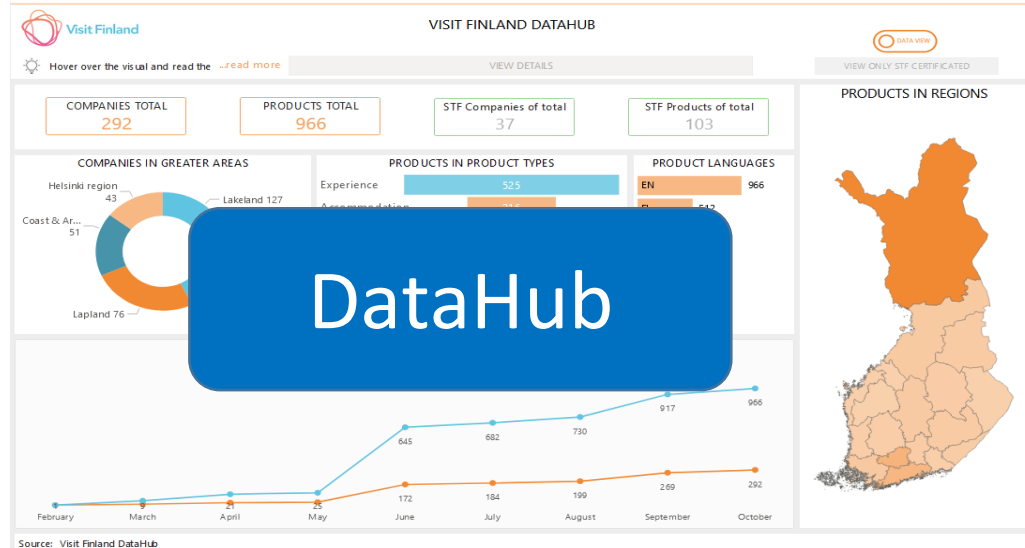 Visit Finland
VISIT FINLAND DATAHUB
DATA VIEW
Hover over the visual and read the ...read more
VIEW DETAILS
VIEW ONLY STF CERTIFICATED
COMPANIES TOTAL
292
PRODUCTS TOTAL
966
STF Companies of total
37
STF Products of total
103
PRODUCTS IN REGIONS
COMPANIES IN GREATER AREAS
Helsinki region
43
Lakeland 127
Coast & Ar...
51
Lapland 76
PRODUCTS IN PRODUCT TYPES
Experience 525
Accommodation
PRODUCT LANGUAGES
EN 966
DataHub
645 682 730 917 966
1 9 21 25 172 184 199 269 292
February March April May June July August September October
Source: Visit Finland DataHub